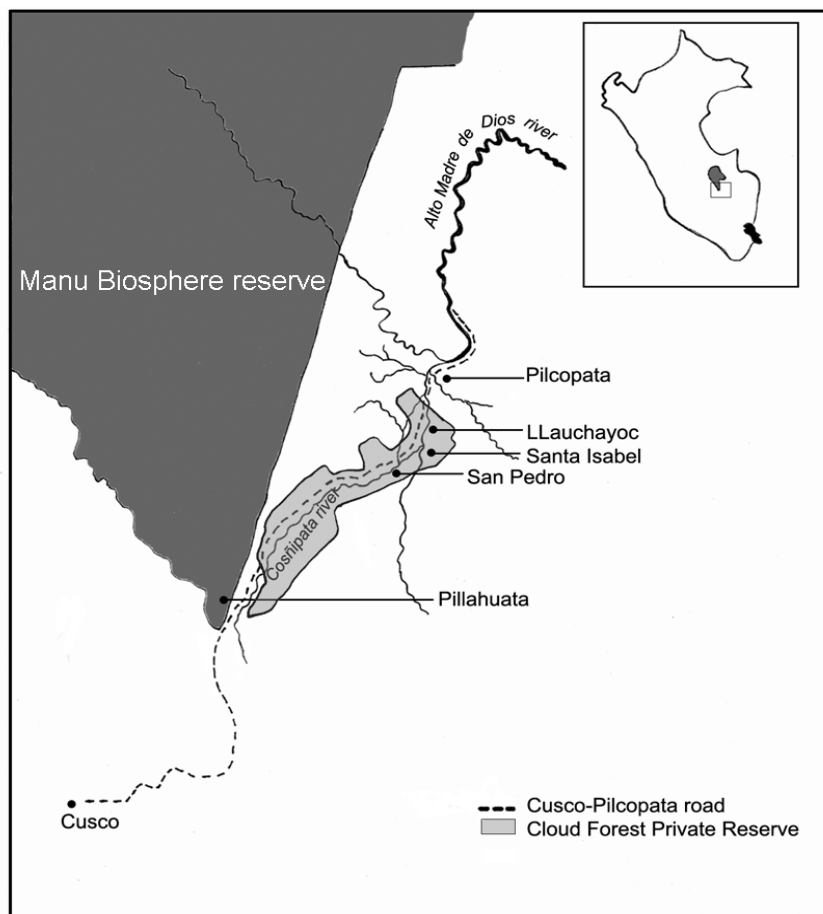 Alto Madre de Dios river
Manu Biosphere reserve
Pilcopata
LLauchayoc
Santa Isabel
San Pedro
Cosñipata river
Pillahuata
Cusco
Cusco-Pilcopata road
Cloud Forest Private Reserve